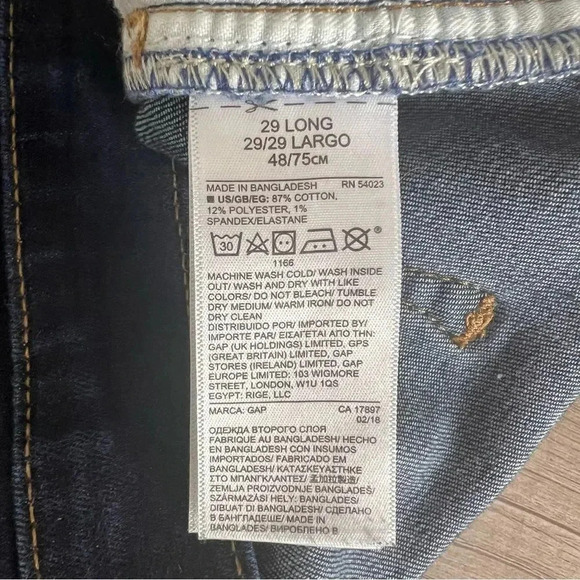 29 LONG
29/29 LARGO
48/75CM
MADE IN BANGLADESH RN 54023
US/GB/EG: 87% COTTON,
12% POLYESTER, 1%
SPANDEX/ELASTANE
30
1166
MACHINE WASH COLD/ WASH INSIDE
OUT/ WASH AND DRY WITH LIKE
COLORS/ DO NOT BLEACH/ TUMBLE
DRY MEDIUM/ WARM IRON/ DO NOT
DRY CLEAN
DISTRIBUIDO POR/ IMPORTED BY/
IMPORTE PAR/ ΕΙΣΑΓΕΤΑΙ ΑΠΟ ΤΗΝ:
GAP (UK HOLDINGS) LIMITED, GPS
(GREAT BRITAIN) LIMITED, GAP
STORES (IRELAND) LIMITED, GAP
EUROPE LIMITED: 103 WIGMORE
STREET, LONDON, W1U 1QS
EGYPT: RIGE, LLC
MARCA: GAP CA 17897
02/18
ОДЕЖДА ВТОРОГО СЛОЯ
FABRIQUE AU BANGLADESH/ HECHO
EN BANGLADESH CON INSUMOS
IMPORTADOS/ FABRICADO EM
BANGLADESH/ ΚΑΤΑΣΚΕΥΑΣΤΗΚΕ
ΣΤΟ ΜΠΑΝΓΚΛΑΝΤΕΣ/ 孟加拉製造/
ZEMLJA PROIZVODNJE BANGLADEŠ/
SZÁRMAZÁSI HELY: BANGLADES/
DIBUAT DI BANGLADESH/ СДЕЛАНО
В БАНГЛАДЕШЕ/ MADE IN
BANGLADES/ ВИРОБЛЕНО В